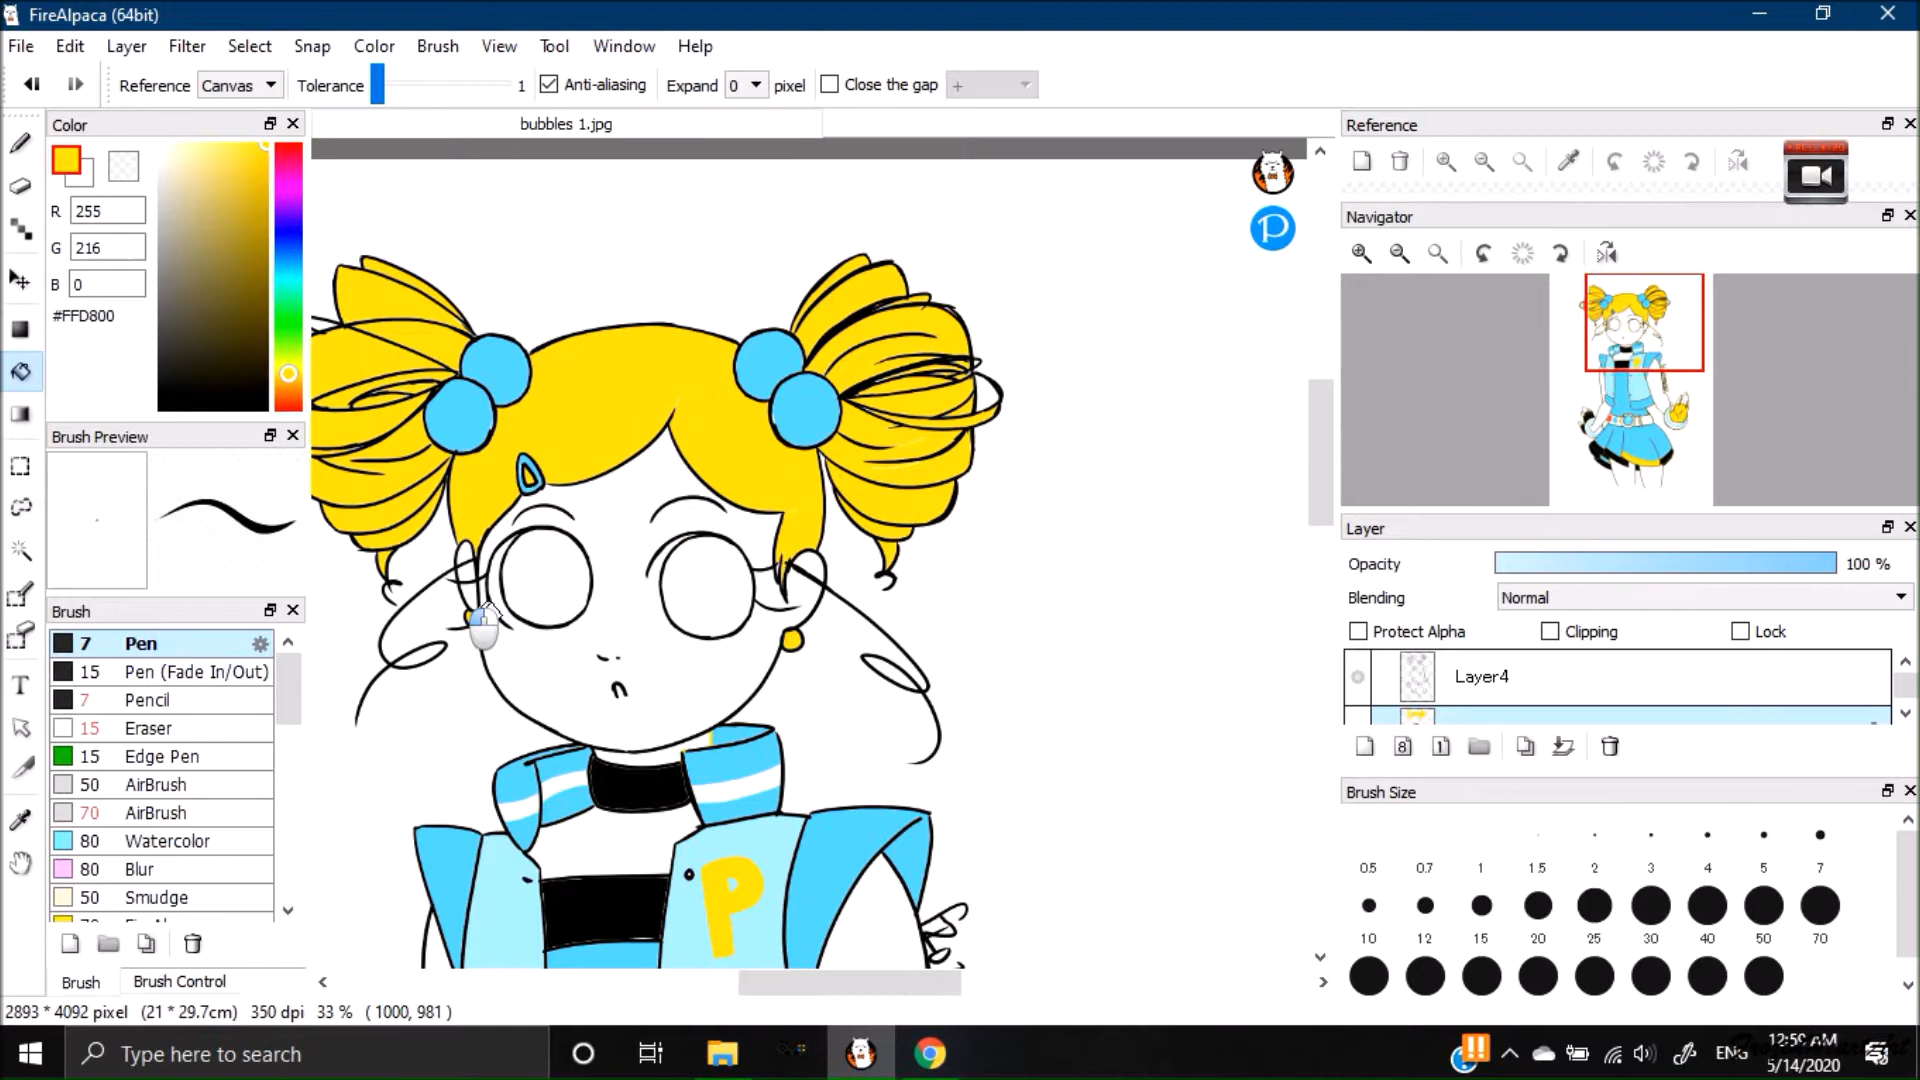 FireAlpaca (64bit)
File Edit Layer Filter Select Snap Color Brush View Tool Window Help
Reference Canvas Tolerance 1 Anti-aliasing Expand 0 pixel Close the gap +
Color
bubbles 1.jpg
Reference
R 255
G 216
B 0
#FFD800
Navigator
Brush Preview
Brush
7 Pen
15 Pen (Fade In/Out)
7 Pencil
15 Eraser
15 Edge Pen
50 AirBrush
70 AirBrush
80 Watercolor
80 Blur
50 Smudge
Brush Brush Control
P
P
Layer
Opacity 100 %
Blending Normal
Protect Alpha Clipping Lock
Layer4
8 1
Brush Size
0.5 0.7 1 1.5 2 3 4 5 7
10 12 15 20 25 30 40 50 70
2893 * 4092 pixel (21 * 29.7cm) 350 dpi 33 % ( 1000, 981 )
Type here to search
ENG
12:59 AM
5/14/2020